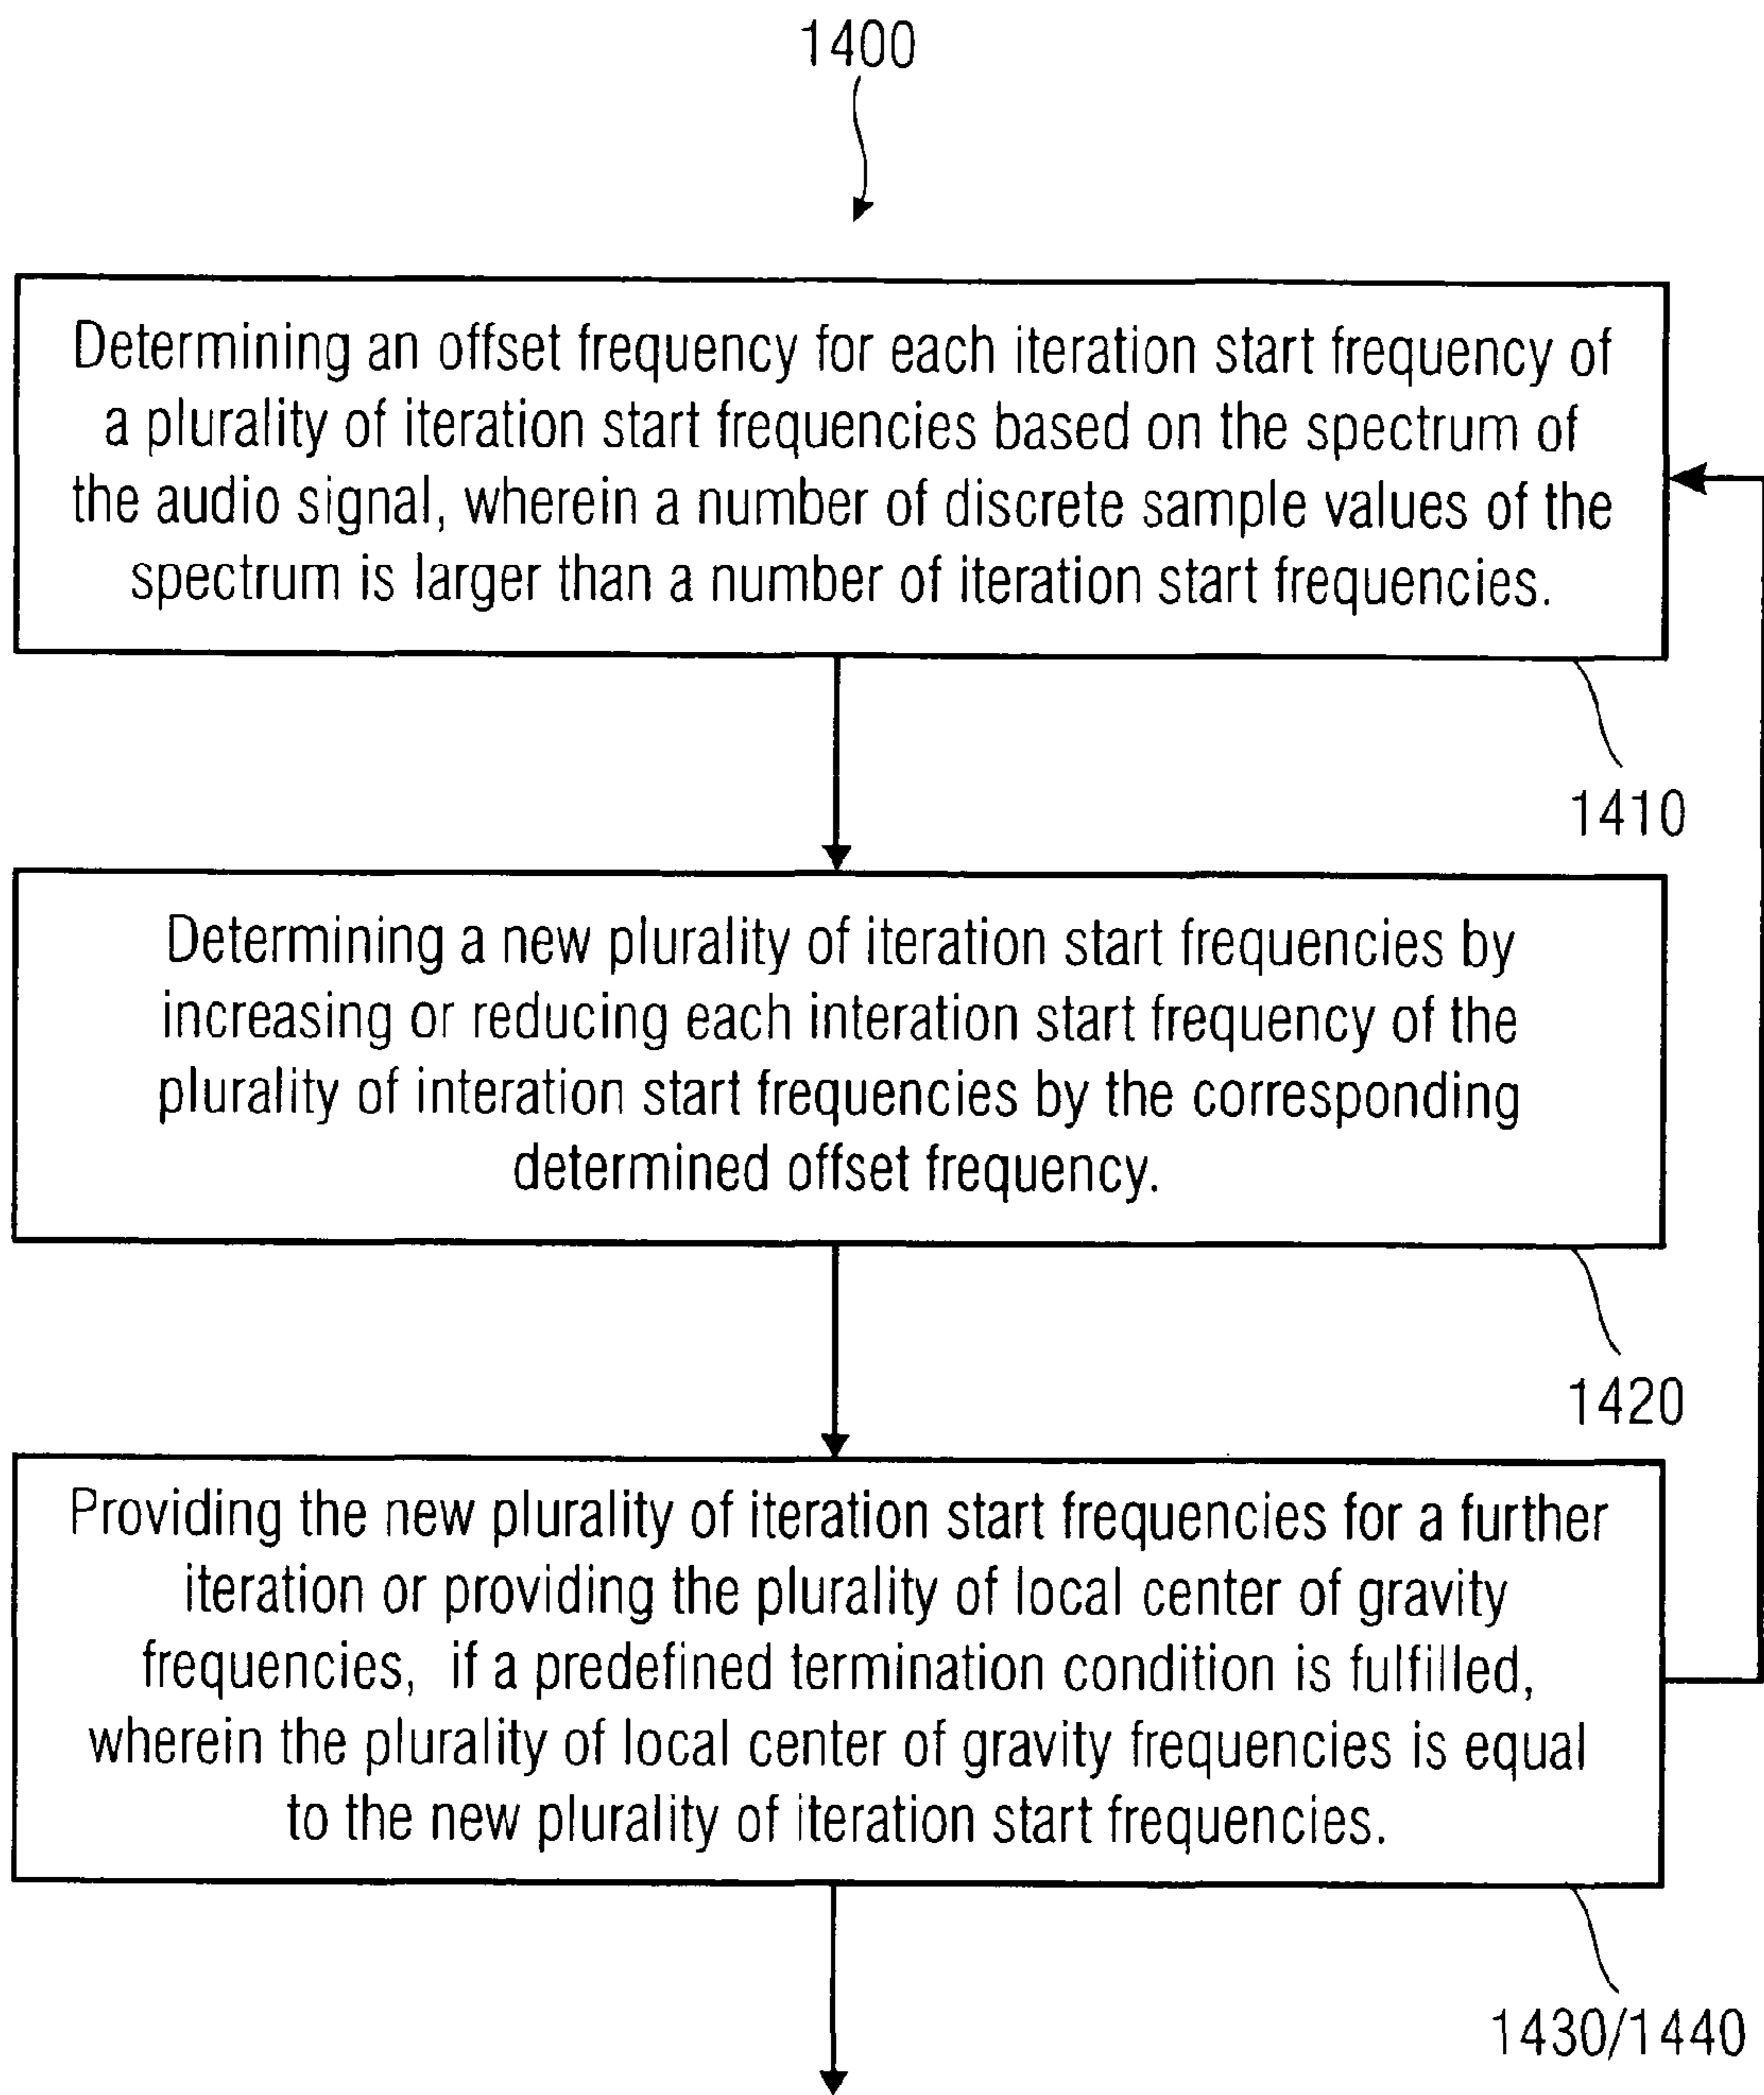 1400
Determining an offset frequency for each iteration start frequency of
a plurality of iteration start frequencies based on the spectrum of
the audio signal, wherein a number of discrete sample values of the
spectrum is larger than a number of iteration start frequencies.
1410
Determining a new plurality of iteration start frequencies by
increasing or reducing each interation start frequency of the
plurality of interation start frequencies by the corresponding
determined offset frequency.
1420
Providing the new plurality of iteration start frequencies for a further
iteration or providing the plurality of local center of gravity
frequencies, if a predefined termination condition is fulfilled,
wherein the plurality of local center of gravity frequencies is equal
to the new plurality of iteration start frequencies.
1430/1440